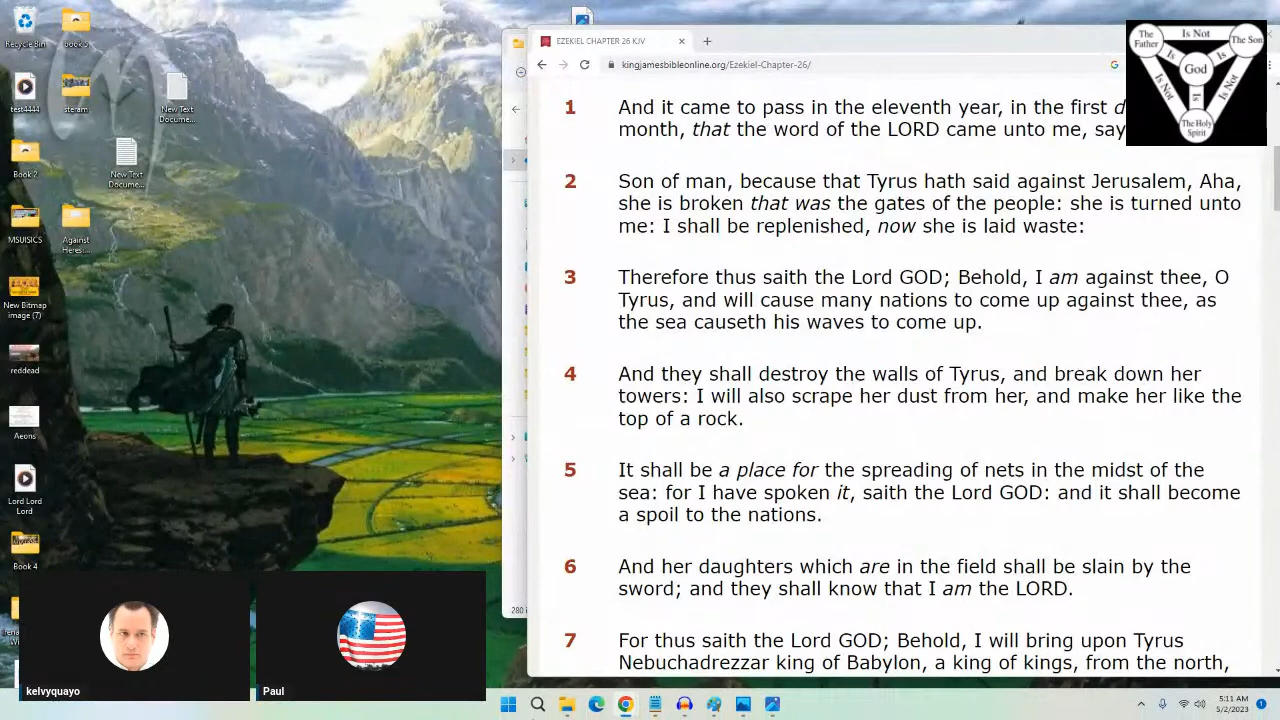 Recycle Bin
book 5
test4444
steram
New Text
Docume...
Book 2
New Text
Docume...
MSUISICS
Against
Heresi...
New Bitmap
image (7)
reddead
Aeons
Lord Lord
Lord
Book 4
kelvyquayo
Paul
EZEKIEL CHAPTER 26 KJV
kingjamesbibleonline.org/Ezekiel-Chapter-26/
1 And it came to pass in the eleventh year, in the first
month, that the word of the LORD came unto me, say
2 Son of man, because that Tyrus hath said against Jerusalem, Aha,
she is broken that was the gates of the people: she is turned unto
me: I shall be replenished, now she is laid waste:
3 Therefore thus saith the Lord GOD; Behold, I am against thee, O
Tyrus, and will cause many nations to come up against thee, as
the sea causeth his waves to come up.
4 And they shall destroy the walls of Tyrus, and break down her
towers: I will also scrape her dust from her, and make her like the
top of a rock.
5 It shall be a place for the spreading of nets in the midst of the
sea: for I have spoken it, saith the Lord GOD: and it shall become
a spoil to the nations.
6 And her daughters which are in the field shall be slain by the
sword; and they shall know that I am the LORD.
7 For thus saith the Lord GOD; Behold, I will bring upon Tyrus
Nebuchadrezzar king of Babylon, a king of kings, from the north,
The
Father
Is Not
The Son
Is
Is
God
Is Not
Is
Is Not
The Holy
Spirit
5:11 AM
5/2/2023